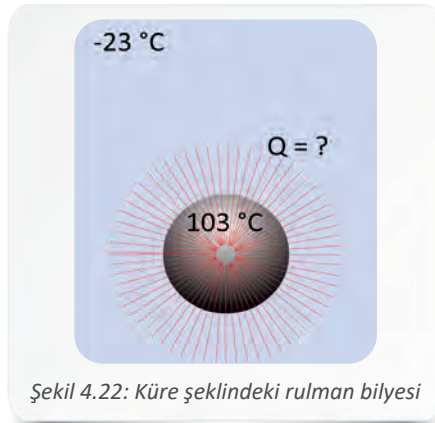 -23 °C
Q = ?
103 °C
Şekil 4.22: Küre şeklindeki rulman bilyesi